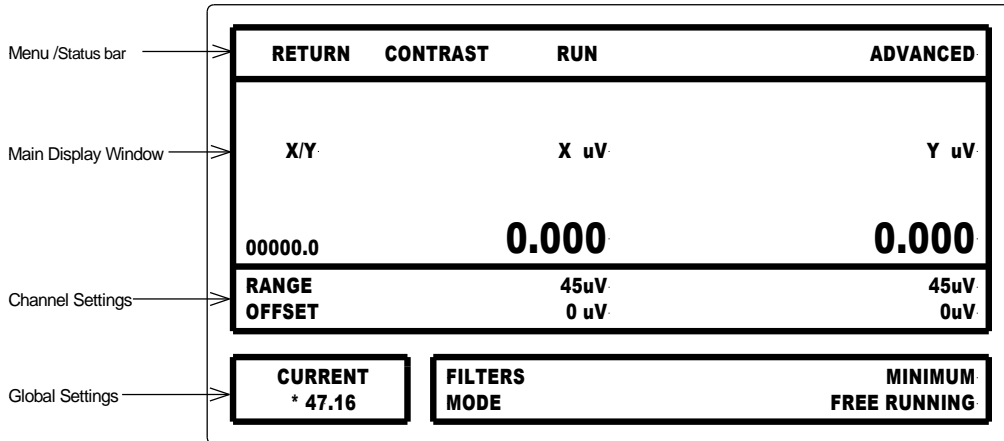 Menu /Status bar
RETURN CONTRAST RUN ADVANCED
Main Display Window
X/Y X uV Y uV
00000.0 0.000 0.000
Channel Settings
RANGE 45uV 45uV
OFFSET 0 uV 0uV
Global Settings
CURRENT FILTERS MINIMUM
* 47.16 MODE FREE RUNNING